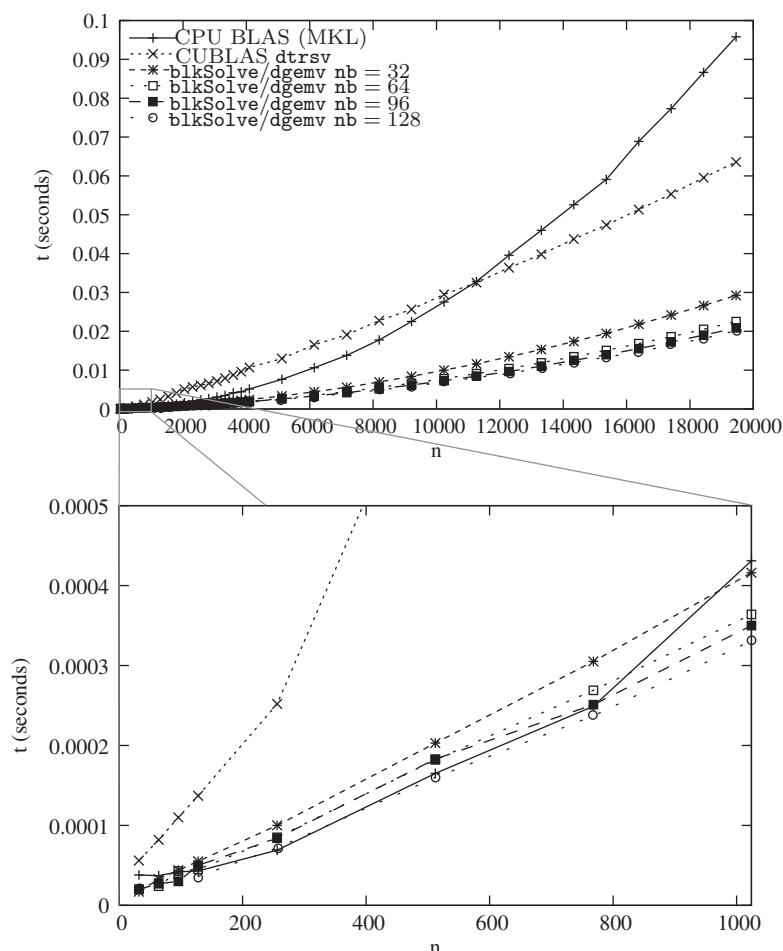 0.1
0.09
0.08
0.07
0.06
0.05
0.04
0.03
0.02
0.01
0
t (seconds)
CPU BLAS (MKL)
CUBLAS dtrsv
blkSolve/dgemv nb = 32
blkSolve/dgemv nb = 64
blkSolve/dgemv nb = 96
blkSolve/dgemv nb = 128
0 2000 4000 6000 8000 10000 12000 14000 16000 18000 20000
n
0.0005
0.0004
0.0003
0.0002
0.0001
0
t (seconds)
0 200 400 600 800 1000
n